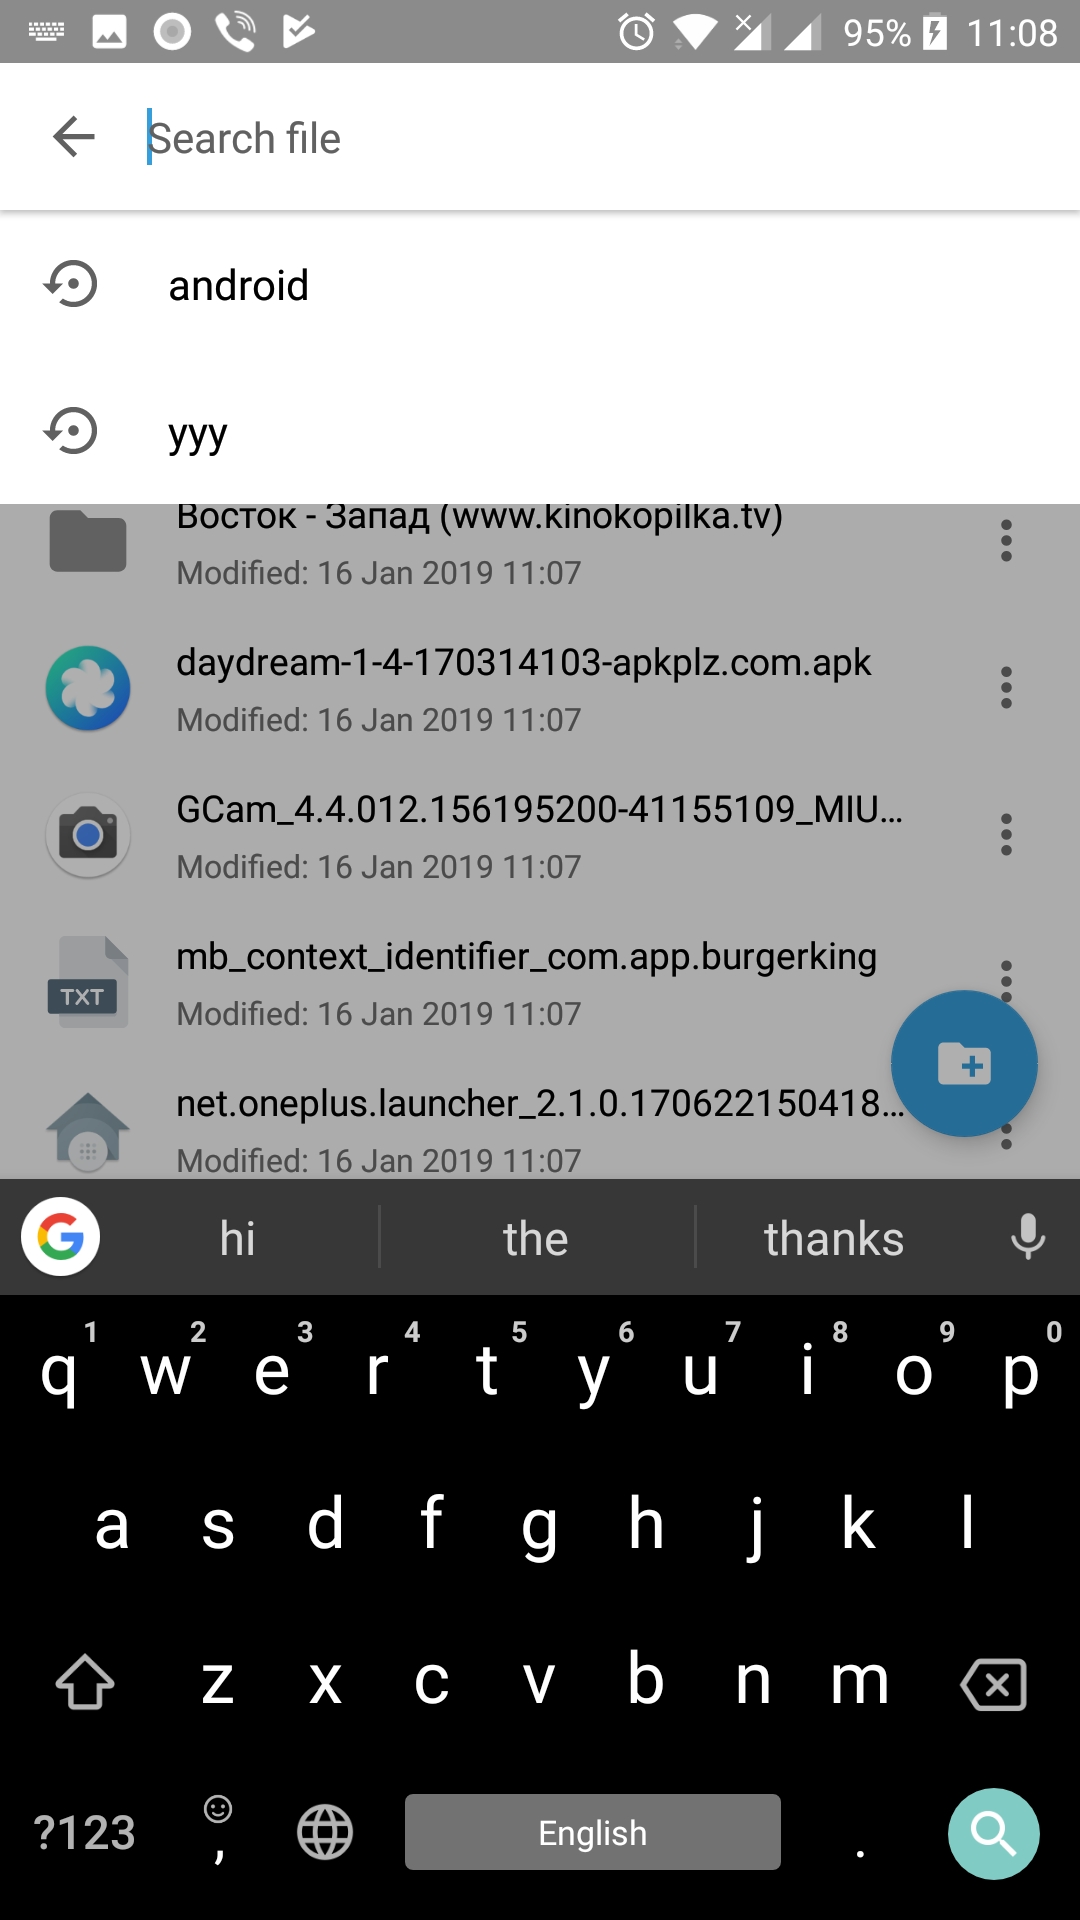 95% 11:08
Search file
android
yyy
Восток - Запад (www.kinokopilka.tv)
Modified: 16 Jan 2019 11:07
daydream-1-4-170314103-apkplz.com.apk
Modified: 16 Jan 2019 11:07
GCam_4.4.012.156195200-41155109_MIU...
Modified: 16 Jan 2019 11:07
mb_context_identifier_com.app.burgerking
TXT
Modified: 16 Jan 2019 11:07
net.oneplus.launcher_2.1.0.170622150418...
Modified: 16 Jan 2019 11:07
G hi the thanks
1 2 3 4 5 6 7 8 9 0
q w e r t y u i o p
a s d f g h j k l
z x c v b n m
?123 , English .